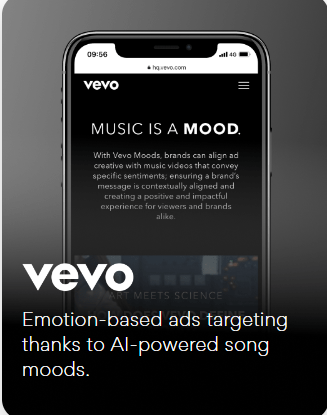 09:56
4G
hq.vevo.com
vevo
MUSIC IS A MOOD.
With Vevo Moods, brands can align ad
creative with music videos that convey
specific sentiments; ensuring a brand's
message is contextually aligned and
creating a positive and impactful
experience for viewers and brands
alike.
ART MEETS SCIENCE
vevo
Emotion-based ads targeting
thanks to AI-powered song
moods.